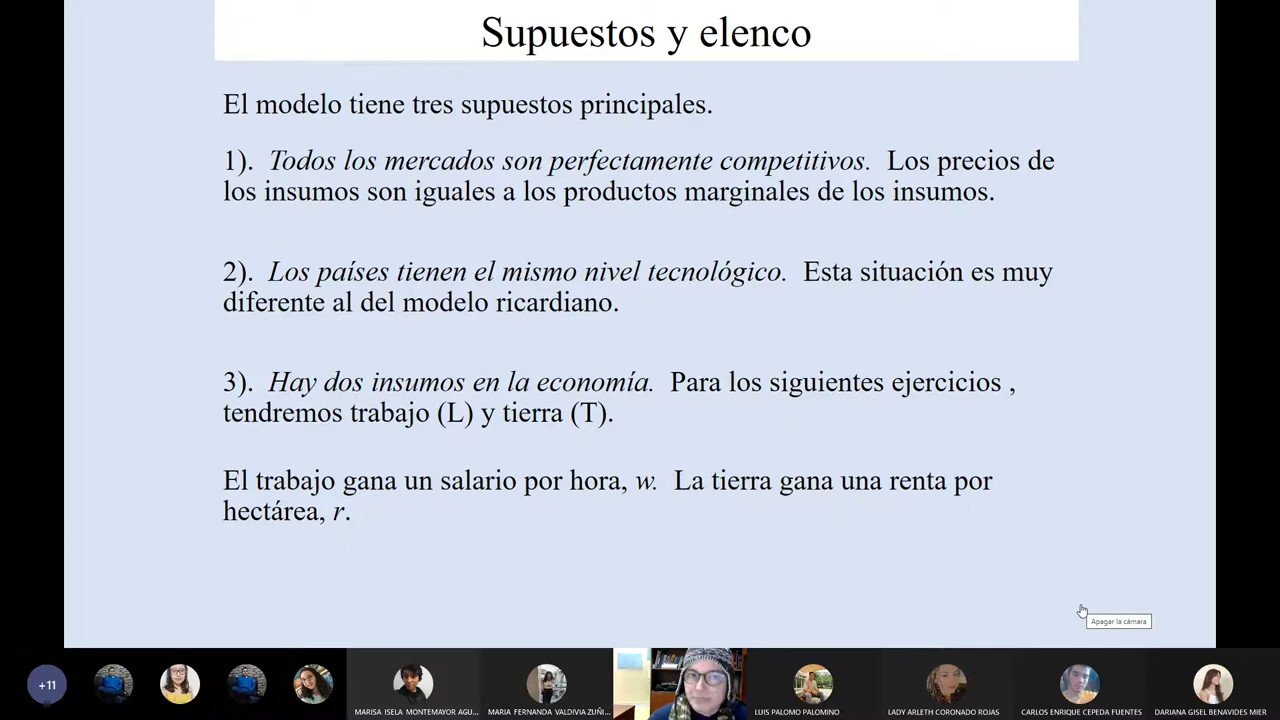 Supuestos y elenco
El modelo tiene tres supuestos principales.
1). Todos los mercados son perfectamente competitivos. Los precios de
los insumos son iguales a los productos marginales de los insumos.
2). Los países tienen el mismo nivel tecnológico. Esta situación es muy
diferente al del modelo ricardiano.
3). Hay dos insumos en la economía. Para los siguientes ejercicios ,
tendremos trabajo (L) y tierra (T).
El trabajo gana un salario por hora, w. La tierra gana una renta por
hectárea, r.
Apagar la cámara
+11
MARISA ISELA MONTEMAYOR AGU...
MARIA FERNANDA VALDIVIA ZUÑI...
LUIS PALOMO PALOMINO
LADY ARLETH CORONADO ROJAS
CARLOS ENRIQUE CEPEDA FUENTES
DARIANA GISEL BENAVIDES MIER